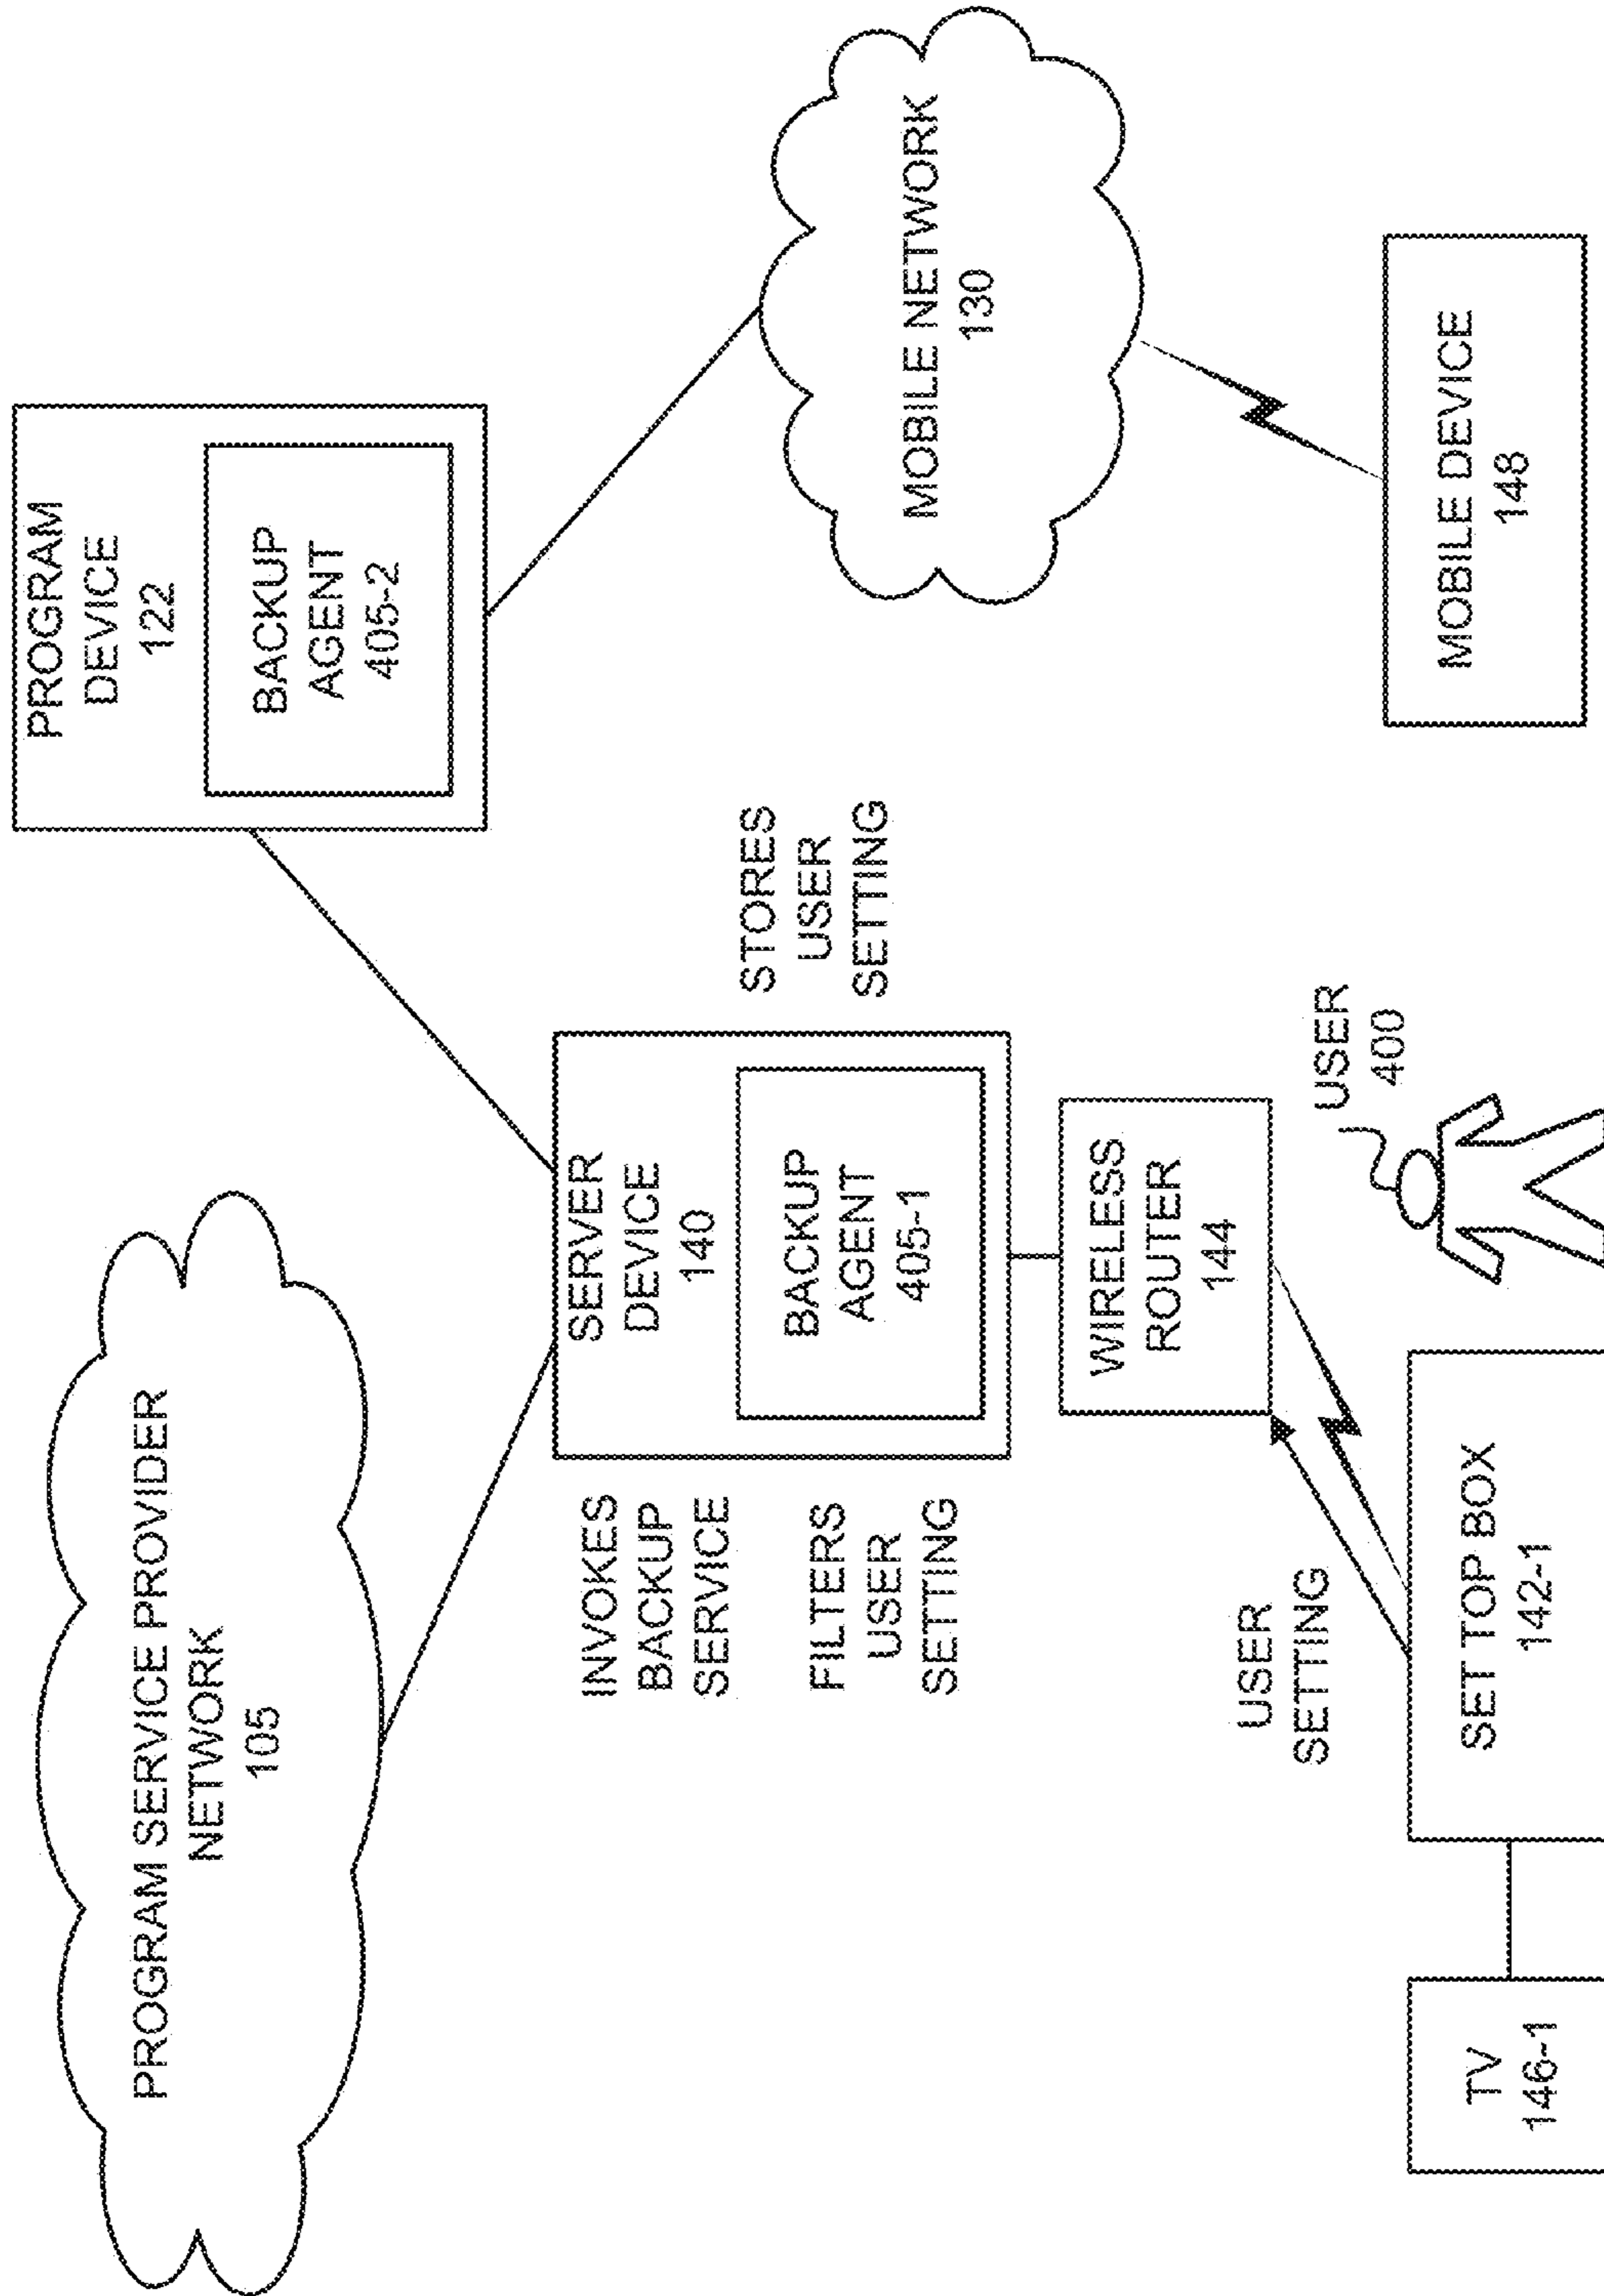 PROGRAM SERVICE PROVIDER
NETWORK
105
PROGRAM
DEVICE
122
BACKUP
AGENT
405-2
INVOKES
BACKUP
SERVICE
FILTERS
USER
SETTING
SERVER
DEVICE
140
BACKUP
AGENT
405-1
STORES
USER
SETTING
MOBILE NETWORK
130
WIRELESS
ROUTER
144
USER
SETTING
USER
400
TV
146-1
SET TOP BOX
142-1
MOBILE DEVICE
148